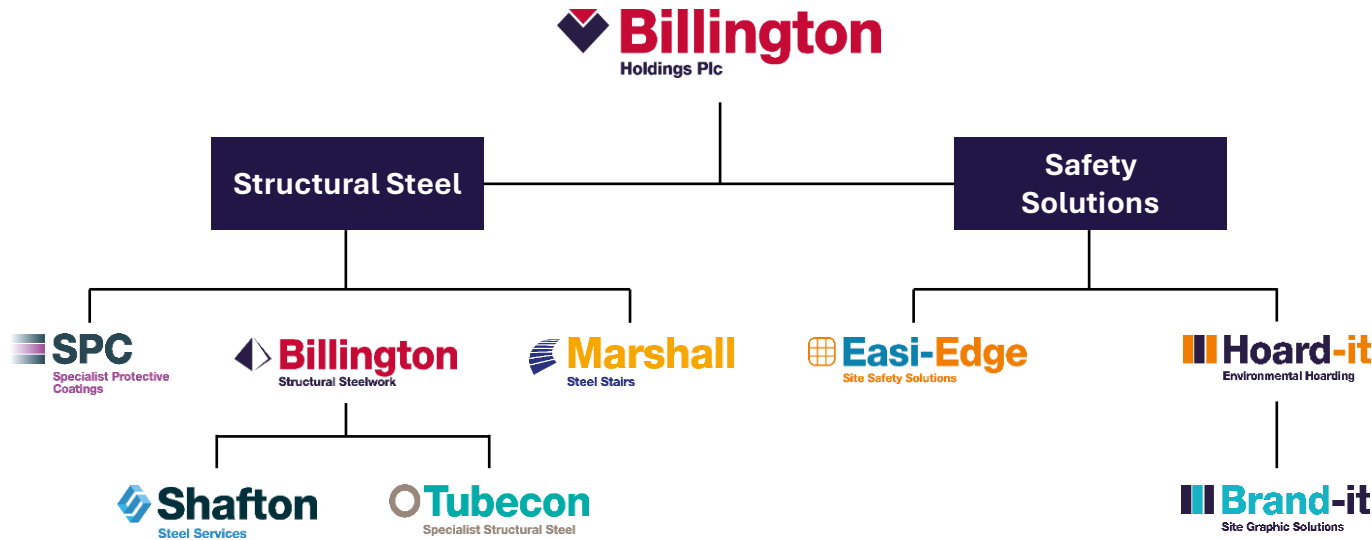 Billington
Holdings Plc
Structural Steel
Safety
Solutions
SPC
Specialist Protective
Coatings
Billington
Structural Steelwork
Marshall
Steel Stairs
Easi-Edge
Site Safety Solutions
Hoard-it
Environmental Hoarding
Shafton
Steel Services
Tubecon
Specialist Structural Steel
Brand-it
Site Graphic Solutions